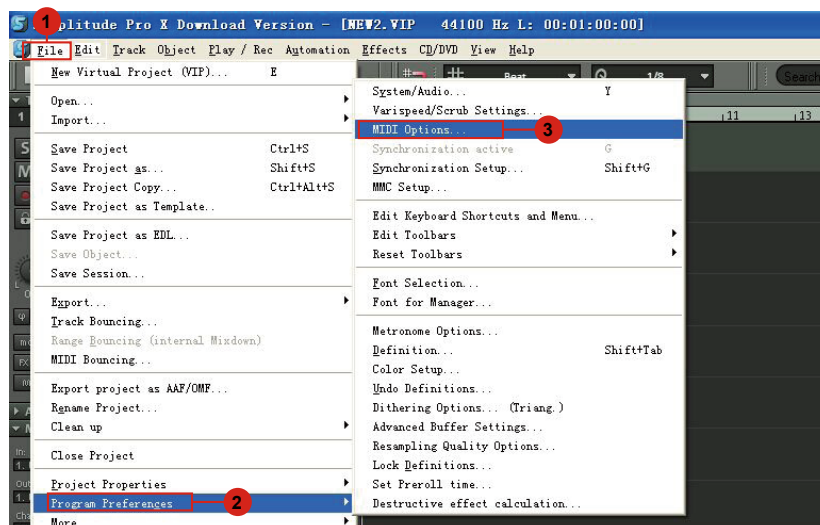 plitude Pro X Download Version - [NEW2.VIP 44100 Hz L: 00:01:00:00]
1
File Edit Track Object Play / Rec Automation Effects CD/DVD View Help
New Virtual Project (VIP)... E
Open...
Import...
Save Project Ctrl+S
Save Project as... Shift+S
Save Project Copy... Ctrl+Alt+S
Save Project as Template..
Save Project as EDL...
Save Object...
Save Session...
Export...
Track Bouncing...
Range Bouncing (internal Mixdown)
MIDI Bouncing...
Export project as AAF/OMF...
Rename Project...
Clean up
Close Project
Project Properties
Program Preferences 2
More
Beat 1/8 Search
System/Audio... Y
Varispeed/Scrub Settings...
MIDI Options... 3
Synchronization active G
Synchronization Setup... Shift+G
MMC Setup...
Edit Keyboard Shortcuts and Menu...
Edit Toolbars
Reset Toolbars
Font Selection...
Font for Manager...
Metronome Options...
Definition... Shift+Tab
Color Setup...
Undo Definitions...
Dithering Options... (Triang.)
Advanced Buffer Settings...
Resampling Quality Options...
Lock Definitions...
Set Preroll time...
Destructive effect calculation...
11 13
1
S
M
In: